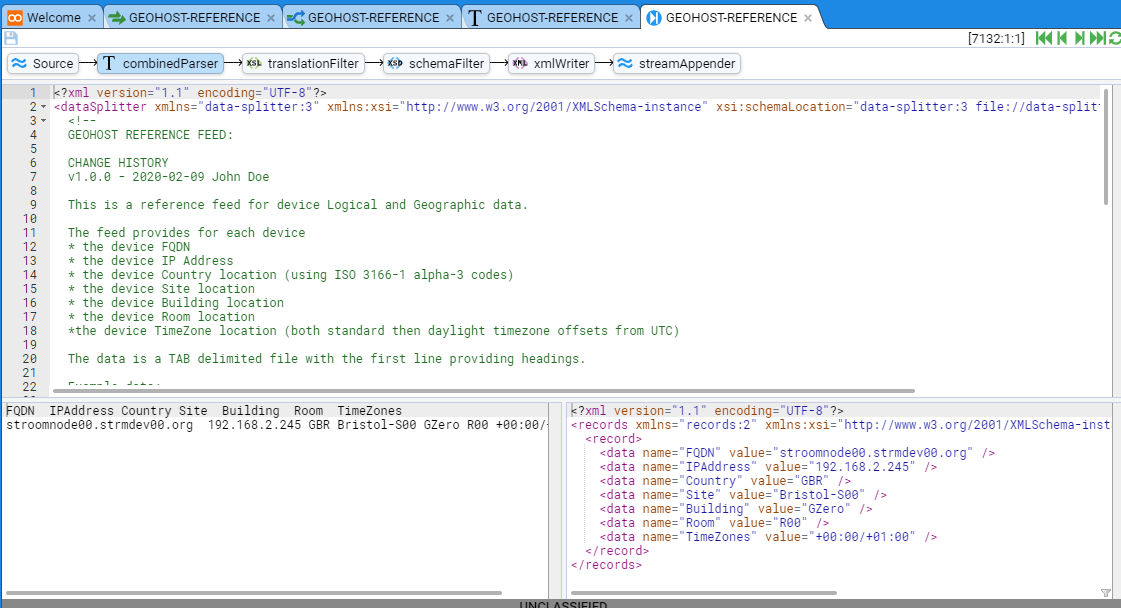 Welcome × GEOHOST-REFERENCE × GEOHOST-REFERENCE × T GEOHOST-REFERENCE × GEOHOST-REFERENCE ×
[7132:1:1]
Source T combinedParser XSL translationFilter XSD schemaFilter XML xmlWriter streamAppender
1 <?xml version="1.1" encoding="UTF-8"?>
2 <dataSplitter xmlns="data-splitter:3" xmlns:xsi="http://www.w3.org/2001/XMLSchema-instance" xsi:schemaLocation="data-splitter:3 file://data-split
3 <!--
4 GEOHOST REFERENCE FEED:
5
6 CHANGE HISTORY
7 v1.0.0 - 2020-02-09 John Doe
8
9 This is a reference feed for device Logical and Geographic data.
10
11 The feed provides for each device
12 * the device FQDN
13 * the device IP Address
14 * the device Country location (using ISO 3166-1 alpha-3 codes)
15 * the device Site location
16 * the device Building location
17 * the device Room location
18 *the device TimeZone location (both standard then daylight timezone offsets from UTC)
19
20 The data is a TAB delimited file with the first line providing headings.
21
22 Example data:
FQDN IPAddress Country Site Building Room TimeZones
stroomnode00.strmdev00.org 192.168.2.245 GBR Bristol-S00 GZero R00 +00:00/
<?xml version="1.1" encoding="UTF-8"?>
<records xmlns="records:2" xmlns:xsi="http://www.w3.org/2001/XMLSchema-inst
<record>
<data name="FQDN" value="stroomnode00.strmdev00.org" />
<data name="IPAddress" value="192.168.2.245" />
<data name="Country" value="GBR" />
<data name="Site" value="Bristol-S00" />
<data name="Building" value="GZero" />
<data name="Room" value="R00" />
<data name="TimeZones" value="+00:00/+01:00" />
</record>
</records>
UNCLASSIFIED